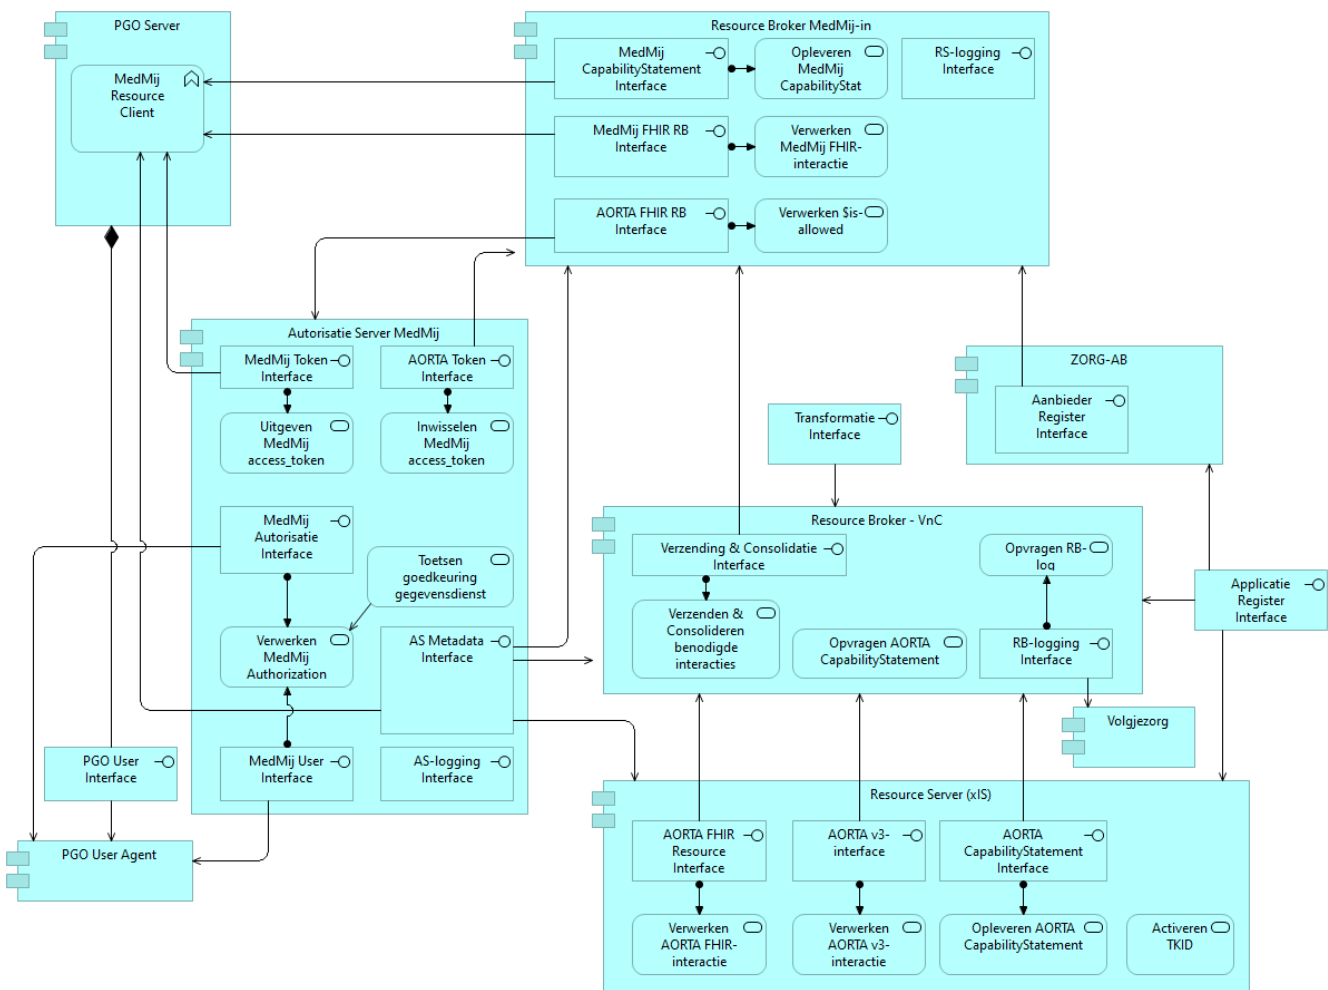 PGO Server
MedMij
Resource
Client
Resource Broker MedMij-in
MedMij
CapabilityStatement
Interface
Opleveren
MedMij
CapabilityStat
RS-logging
Interface
MedMij FHIR RB
Interface
Verwerken
MedMij FHIR-
interactie
AORTA FHIR RB
Interface
Verwerken $is-
allowed
Autorisatie Server MedMij
MedMij Token
Interface
AORTA Token
Interface
Uitgeven
MedMij
access_token
Inwisselen
MedMij
access_token
MedMij
Autorisatie
Interface
Toetsen
goedkeuring
gegevensdienst
Verwerken
MedMij
Authorization
AS Metadata
Interface
MedMij User
Interface
AS-logging
Interface
PGO User
Interface
PGO User Agent
ZORG-AB
Aanbieder
Register
Interface
Transformatie
Interface
Resource Broker - VnC
Verzending & Consolidatie
Interface
Opvragen RB-
log
Verzenden &
Consolideren
benodigde
interacties
Opvragen AORTA
CapabilityStatement
RB-logging
Interface
Applicatie
Register
Interface
Volgjezorg
Resource Server (xIS)
AORTA FHIR
Resource
Interface
AORTA v3-
interface
AORTA
CapabilityStatement
Interface
Verwerken
AORTA FHIR-
interactie
Verwerken
AORTA v3-
interactie
Opleveren AORTA
CapabilityStatement
Activeren
TKID